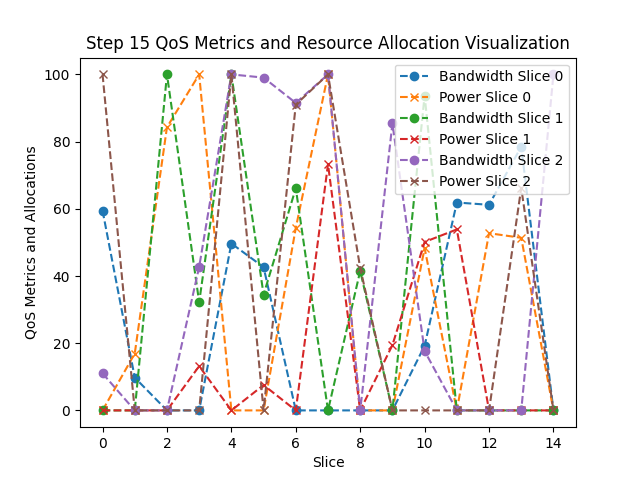 Step 15 QoS Metrics and Resource Allocation Visualization
QoS Metrics and Allocations
100
80
60
40
20
0
0 2 4 6 8 10 12 14
Slice
Bandwidth Slice 0
Power Slice 0
Bandwidth Slice 1
Power Slice 1
Bandwidth Slice 2
Power Slice 2